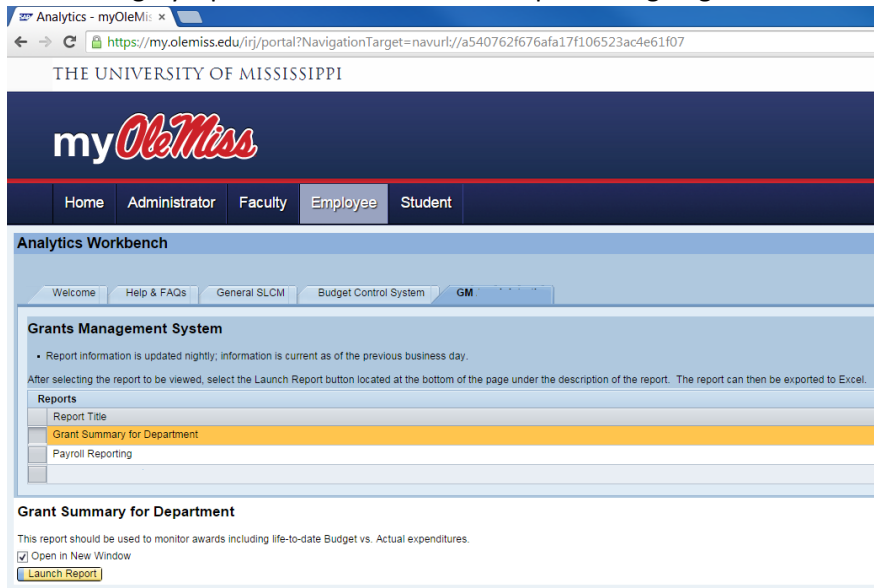 Analytics - myOleMis ×
https://my.olemiss.edu/irj/portal?NavigationTarget=navurl://a540762f676afa17f106523ac4e61f07
THE UNIVERSITY OF MISSISSIPPI
my Ole Miss
Home Administrator Faculty Employee Student
Analytics Workbench
Welcome Help & FAQs General SLCM Budget Control System GM
Grants Management System
▪ Report information is updated nightly; information is current as of the previous business day.
After selecting the report to be viewed, select the Launch Report button located at the bottom of the page under the description of the report. The report can then be exported to Excel.
Reports
Report Title
Grant Summary for Department
Payroll Reporting
Grant Summary for Department
This report should be used to monitor awards including life-to-date Budget vs. Actual expenditures.
Open in New Window
Launch Report